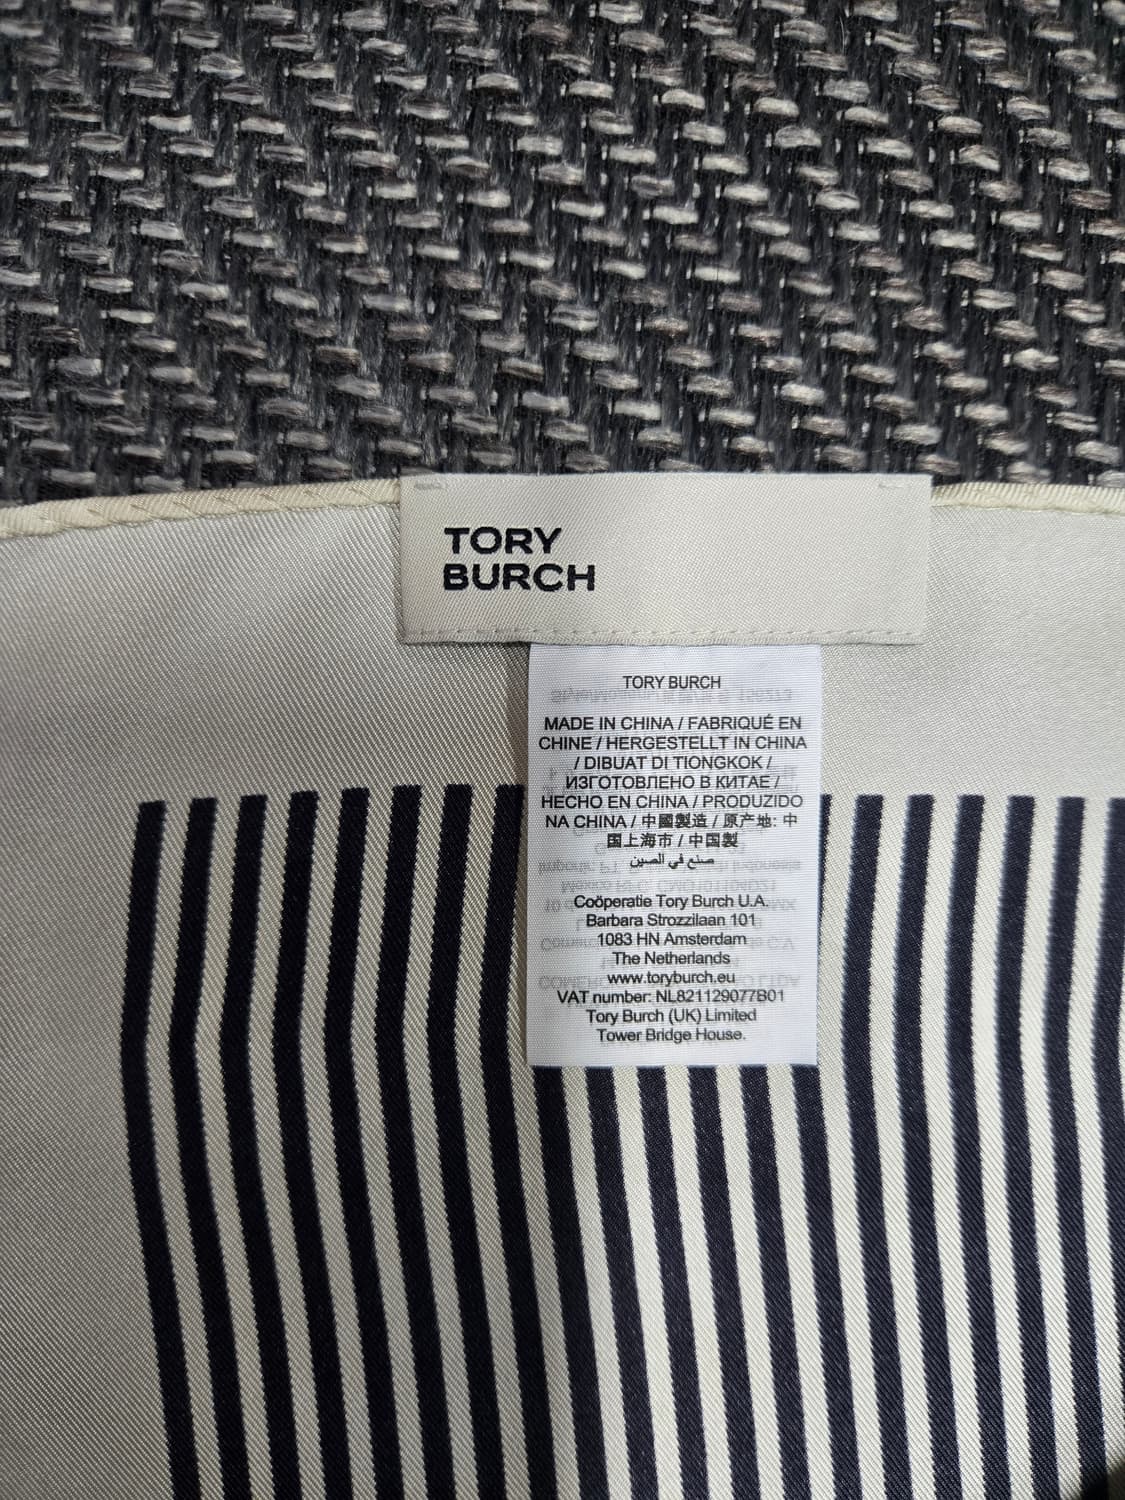 TORY
BURCH
TORY BURCH
MADE IN CHINA / FABRIQUÉ EN
CHINE / HERGESTELLT IN CHINA
/ DIBUAT DI TIONGKOK /
ИЗГОТОВЛЕНО В КИТАЕ /
HECHO EN CHINA / PRODUZIDO
NA CHINA / 中國製造 / 原产地: 中
国上海市 / 中国製
صنع في الصين
Coöperatie Tory Burch U.A.
Barbara Strozzilaan 101
1083 HN Amsterdam
The Netherlands
www.toryburch.eu
VAT number: NL821129077B01
Tory Burch (UK) Limited
Tower Bridge House.